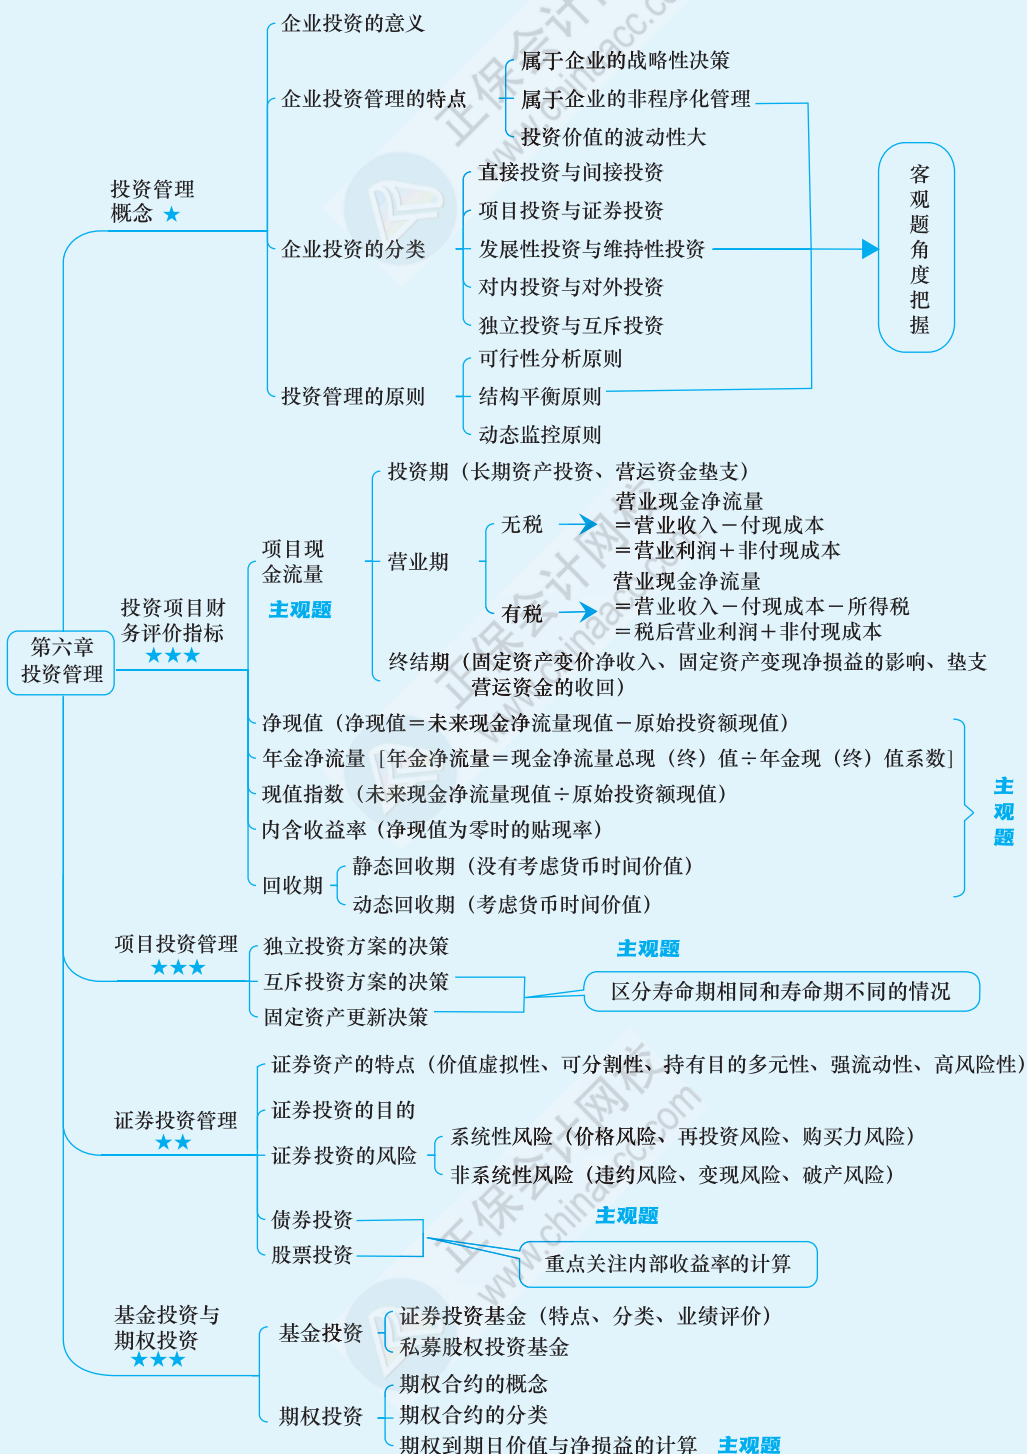 企业投资的意义
属于企业的战略性决策
企业投资管理的特点
属于企业的非程序化管理
投资价值的波动性大
直接投资与间接投资
项目投资与证券投资
企业投资的分类
发展性投资与维持性投资
对内投资与对外投资
独立投资与互斥投资
可行性分析原则
投资管理的原则
结构平衡原则
动态监控原则
投资管理
概念 ★
客观题角度把握
投资期（长期资产投资、营运资金垫支）
营业期
无税
营业现金净流量
＝营业收入－付现成本
＝营业利润＋非付现成本
有税
营业现金净流量
＝营业收入－付现成本－所得税
＝税后营业利润＋非付现成本
项目现
金流量
主观题
终结期（固定资产变价净收入、固定资产变现净损益的影响、垫支
营运资金的收回）
投资项目财
务评价指标
★★★
第六章
投资管理
净现值（净现值＝未来现金净流量现值－原始投资额现值）
年金净流量［年金净流量＝现金净流量总现（终）值÷年金现（终）值系数］
现值指数（未来现金净流量现值÷原始投资额现值）
内含收益率（净现值为零时的贴现率）
回收期
静态回收期（没有考虑货币时间价值）
动态回收期（考虑货币时间价值）
主观题
项目投资管理
★★★
独立投资方案的决策
互斥投资方案的决策
固定资产更新决策
主观题
区分寿命期相同和寿命期不同的情况
证券投资管理
★★
证券资产的特点（价值虚拟性、可分割性、持有目的多元性、强流动性、高风险性）
证券投资的目的
证券投资的风险
系统性风险（价格风险、再投资风险、购买力风险）
非系统性风险（违约风险、变现风险、破产风险）
债券投资
股票投资
主观题
重点关注内部收益率的计算
基金投资与
期权投资
★★★
基金投资
证券投资基金（特点、分类、业绩评价）
私募股权投资基金
期权投资
期权合约的概念
期权合约的分类
期权到期日价值与净损益的计算 主观题
正保会计网校
www.chinaacc.com
正保会计网校
www.chinaacc.com
正保会计网校
www.chinaacc.com